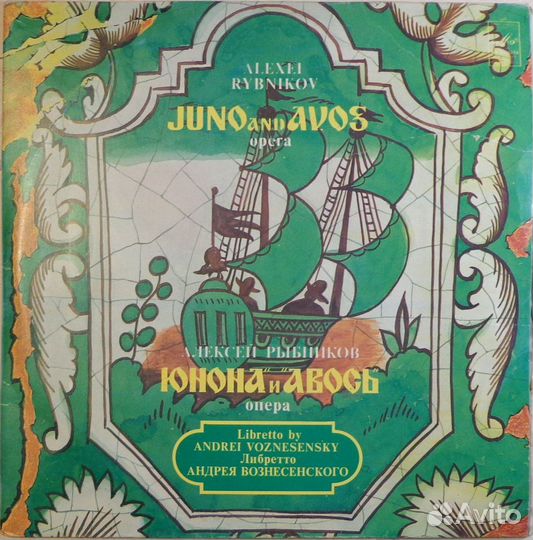 ALEXEI
RYBNIKOV
JUNO AND AVOS
opera
АЛЕКСЕЙ РЫБНИКОВ
„ЮНОНА" и „АВОСЬ"
опера
Libretto by
ANDREI VOZNESENSKY
Либретто
АНДРЕЯ ВОЗНЕСЕНСКОГО
Avito